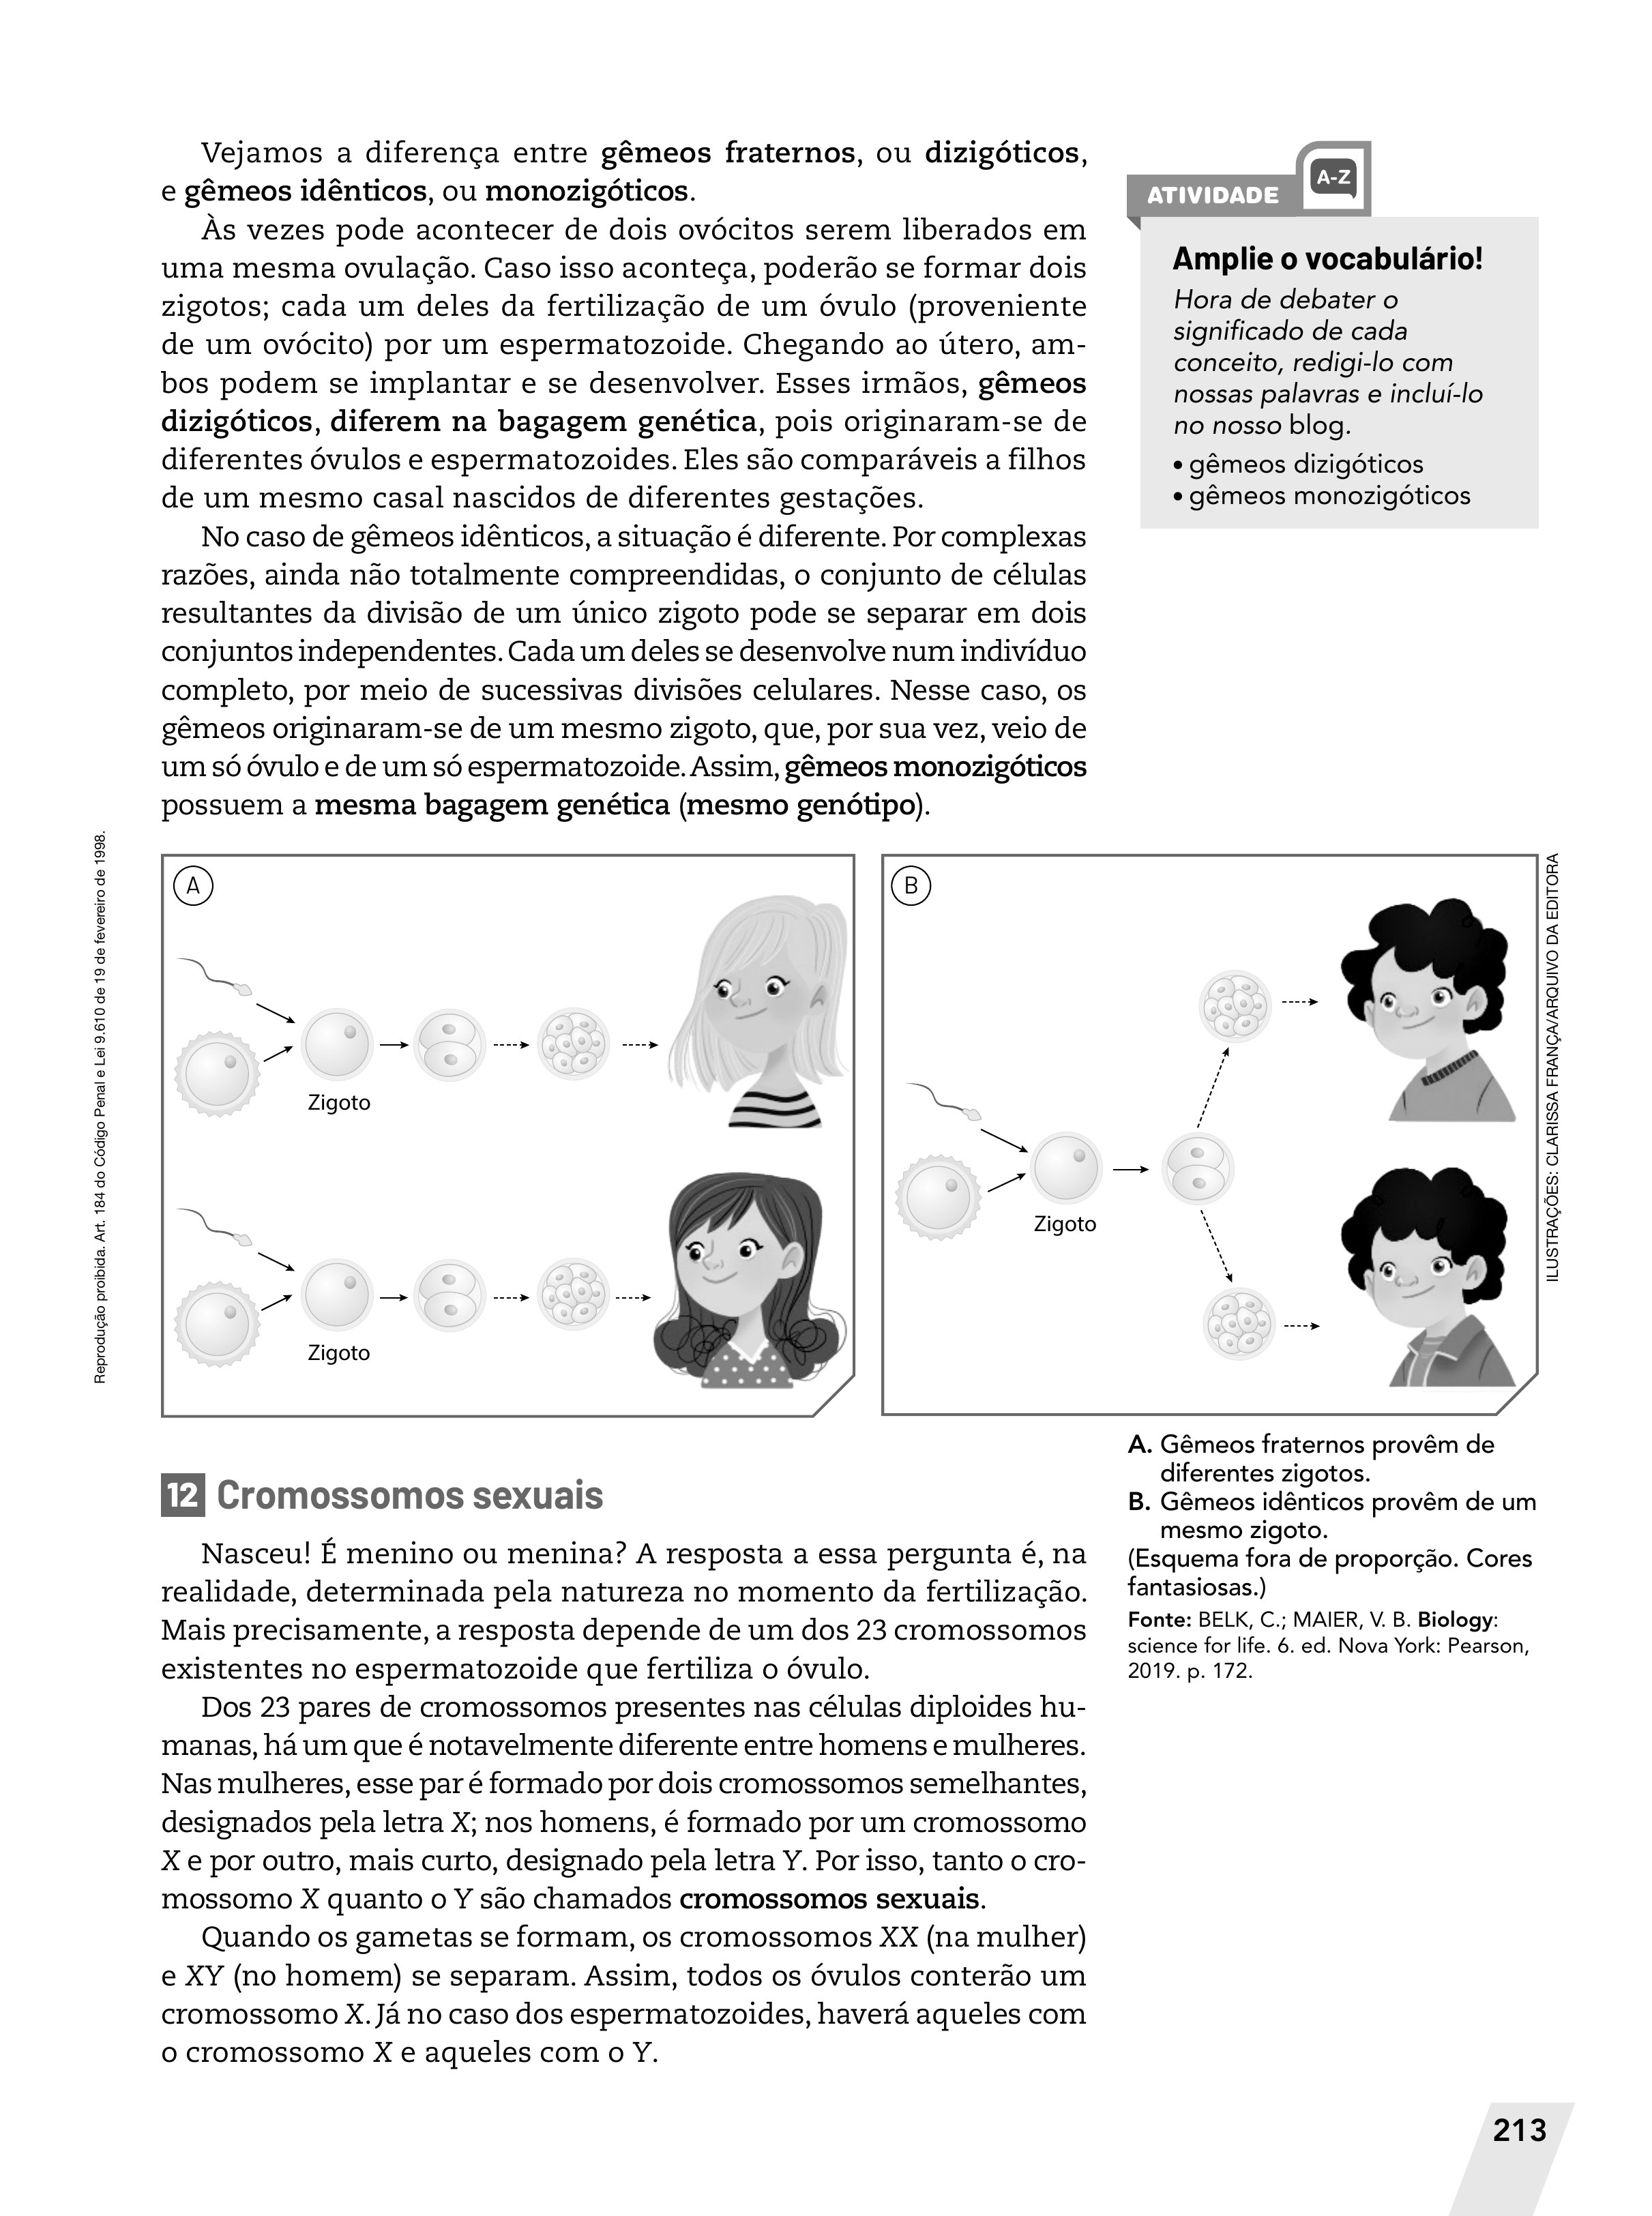 Vejamos a diferença entre gêmeos fraternos, ou dizigóticos,
e gêmeos idênticos, ou monozigóticos.
Às vezes pode acontecer de dois ovócitos serem liberados em
uma mesma ovulação. Caso isso aconteça, poderão se formar dois
zigotos; cada um deles da fertilização de um óvulo (proveniente
de um ovócito) por um espermatozoide. Chegando ao útero, am-
bos podem se implantar e se desenvolver. Esses irmãos, gêmeos
dizigóticos, diferem na bagagem genética, pois originaram-se de
diferentes óvulos e espermatozoides. Eles são comparáveis a filhos
de um mesmo casal nascidos de diferentes gestações.
No caso de gêmeos idênticos, a situação é diferente. Por complexas
razões, ainda não totalmente compreendidas, o conjunto de células
resultantes da divisão de um único zigoto pode se separar em dois
conjuntos independentes. Cada um deles se desenvolve num indivíduo
completo, por meio de sucessivas divisões celulares. Nesse caso, os
gêmeos originaram-se de um mesmo zigoto, que, por sua vez, veio de
um só óvulo e de um só espermatozoide. Assim, gêmeos monozigóticos
possuem a mesma bagagem genética (mesmo genótipo).
ATIVIDADE
A-Z
Amplie o vocabulário!
Hora de debater o
significado de cada
conceito, redigi-lo com
nossas palavras e incluí-lo
no nosso blog.
• gêmeos dizigóticos
• gêmeos monozigóticos
Reprodução proibida. Art. 184 do Código Penal e Lei 9.610 de 19 de fevereiro de 1998.
A
Zigoto
Zigoto
B
Zigoto
ILUSTRAÇÕES: CLARISSA FRANÇA/ARQUIVO DA EDITORA
A. Gêmeos fraternos provêm de
diferentes zigotos.
B. Gêmeos idênticos provêm de um
mesmo zigoto.
(Esquema fora de proporção. Cores
fantasiosas.)
Fonte: BELK, C.; MAIER, V. B. Biology:
science for life. 6. ed. Nova York: Pearson,
2019. p. 172.
12 Cromossomos sexuais
Nasceu! É menino ou menina? A resposta a essa pergunta é, na
realidade, determinada pela natureza no momento da fertilização.
Mais precisamente, a resposta depende de um dos 23 cromossomos
existentes no espermatozoide que fertiliza o óvulo.
Dos 23 pares de cromossomos presentes nas células diploides hu-
manas, há um que é notavelmente diferente entre homens e mulheres.
Nas mulheres, esse par é formado por dois cromossomos semelhantes,
designados pela letra X; nos homens, é formado por um cromossomo
X e por outro, mais curto, designado pela letra Y. Por isso, tanto o cro-
mossomo X quanto o Y são chamados cromossomos sexuais.
Quando os gametas se formam, os cromossomos XX (na mulher)
e XY (no homem) se separam. Assim, todos os óvulos conterão um
cromossomo X. Já no caso dos espermatozoides, haverá aqueles com
o cromossomo X e aqueles com o Y.
213